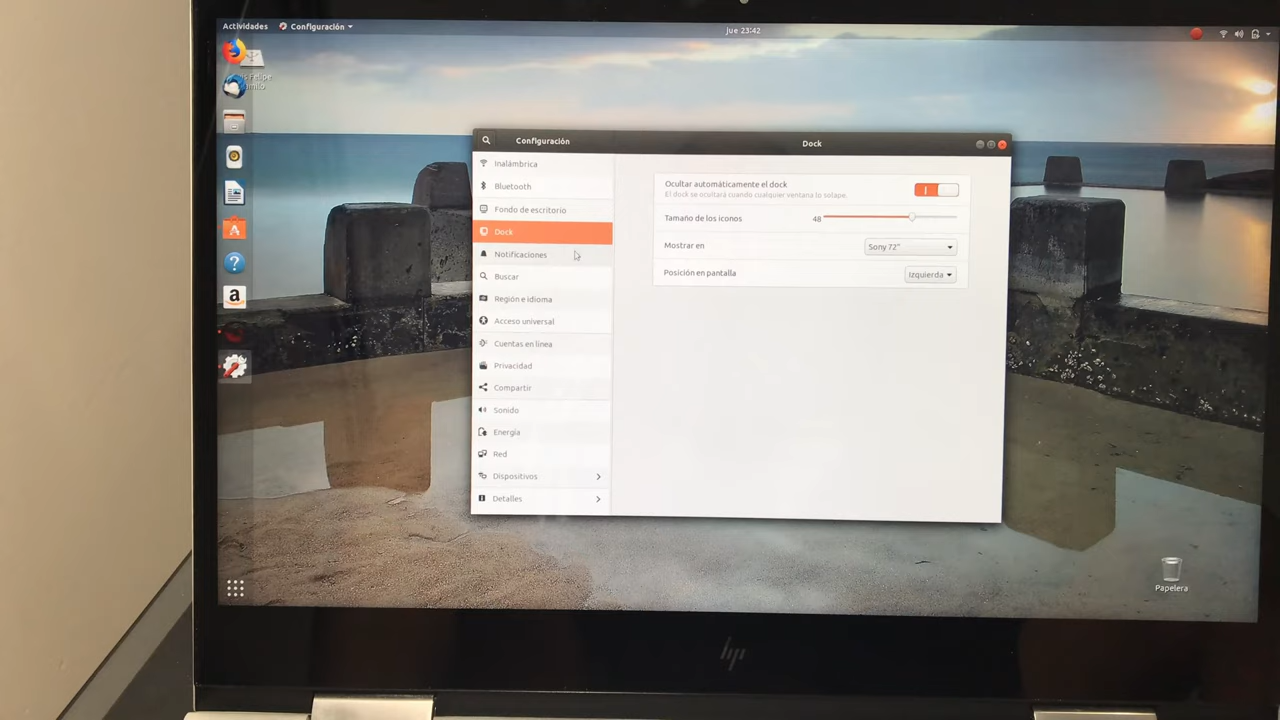 Actividades
Configuración
Jue 23:42
Felipe
Configuración
Dock
Inalámbrica
Bluetooth
Fondo de escritorio
Dock
Notificaciones
Buscar
Región e idioma
Acceso universal
Cuentas en línea
Privacidad
Compartir
Sonido
Energía
Red
Dispositivos
Detalles
Ocultar automáticamente el dock
El dock se ocultará cuando cualquier ventana lo solape.
Tamaño de los iconos
48
Mostrar en
Sony 72"
Posición en pantalla
Izquierda
a
Papelera
hp